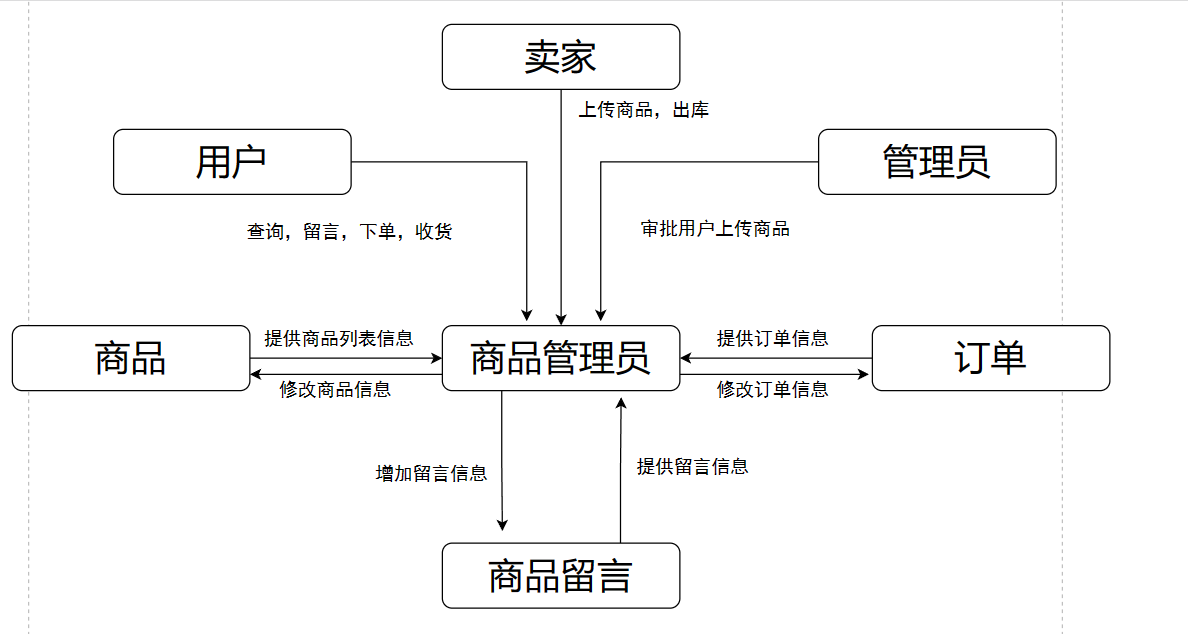 卖家
上传商品，出库
用户
管理员
查询，留言，下单，收货
审批用户上传商品
提供商品列表信息
提供订单信息
商品
商品管理员
订单
修改商品信息
修改订单信息
增加留言信息
提供留言信息
商品留言